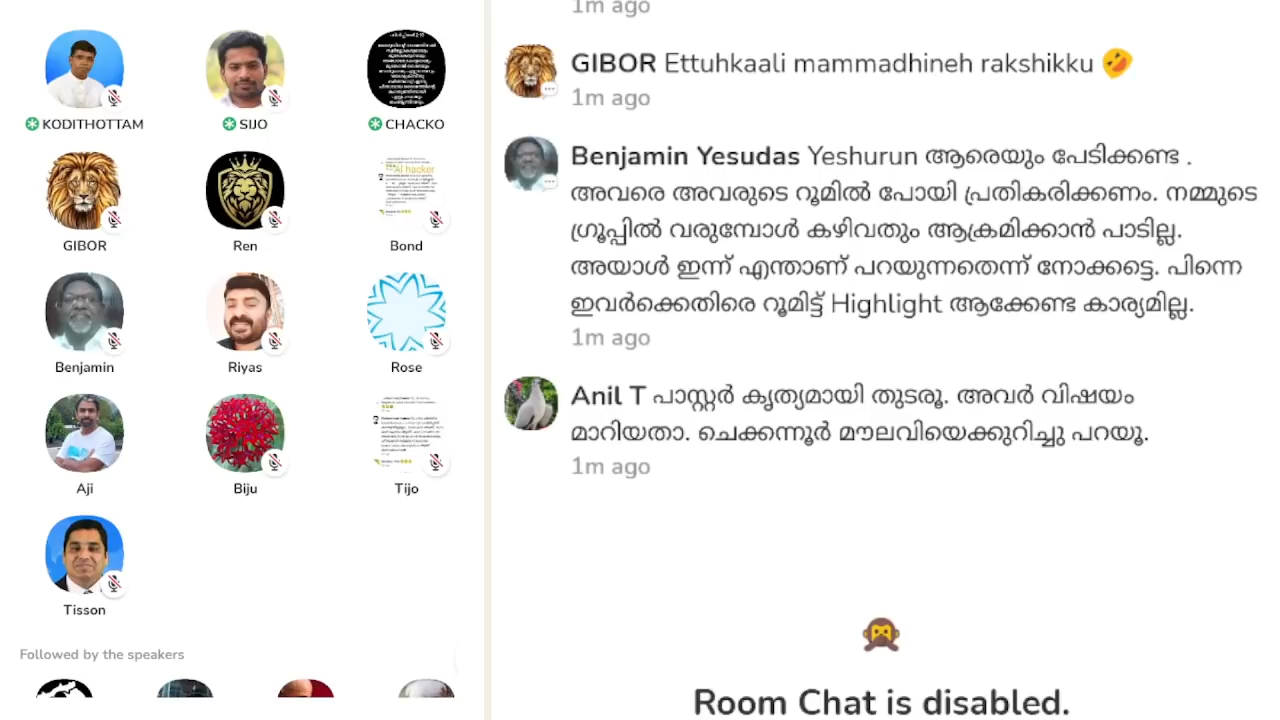 KODITHOTTAM
SIJO
CHACKO
GIBOR
Ren
AI hacker
Bond
Benjamin
Riyas
Rose
Aji
Biju
Tijo
Tisson
Followed by the speakers
1m ago
GIBOR Ettuhkaali mammadhineh rakshikku 🤣
1m ago
Benjamin Yesudas Yeshurun ആരെയും പേടിക്കണ്ട .
അവരെ അവരുടെ റൂമിൽ പോയി പ്രതികരിക്കണം. നമ്മുടെ
ഗ്രൂപ്പിൽ വരുമ്പോൾ കഴിവതും ആക്രമിക്കാൻ പാടില്ല.
അയാൾ ഇന്ന് എന്താണ് പറയുന്നതെന്ന് നോക്കട്ടെ. പിന്നെ
ഇവർക്കെതിരെ റൂമിട്ട് Highlight ആക്കേണ്ട കാര്യമില്ല.
1m ago
Anil T പാസ്റ്റർ കൃത്യമായി തുടരൂ. അവർ വിഷയം
മാറിയതാ. ചെക്കന്നൂർ മൗലവിയെക്കുറിച്ചു പറയൂ.
1m ago
Room Chat is disabled.